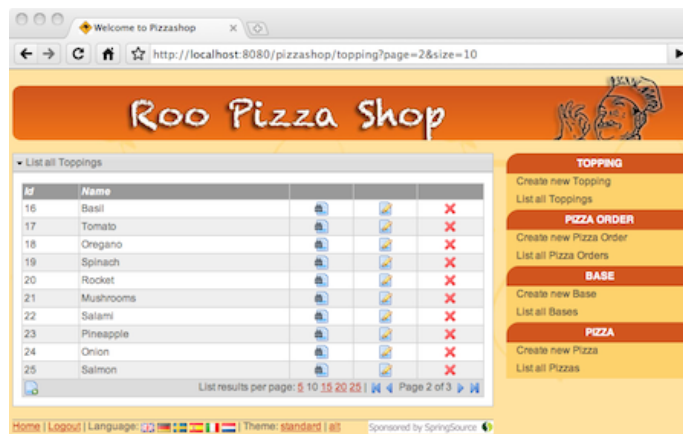 Welcome to Pizzashop
http://localhost:8080/pizzashop/topping?page=2&size=10
Roo Pizza Shop
List all Toppings
Id Name
16 Basil
17 Tomato
18 Oregano
19 Spinach
20 Rocket
21 Mushrooms
22 Salami
23 Pineapple
24 Onion
25 Salmon
List results per page: 5 10 15 20 25 | Page 2 of 3
TOPPING
Create new Topping
List all Toppings
PIZZA ORDER
Create new Pizza Order
List all Pizza Orders
BASE
Create new Base
List all Bases
PIZZA
Create new Pizza
List all Pizzas
Home | Logout | Language: | Theme: standard | alt
Sponsored by SpringSource